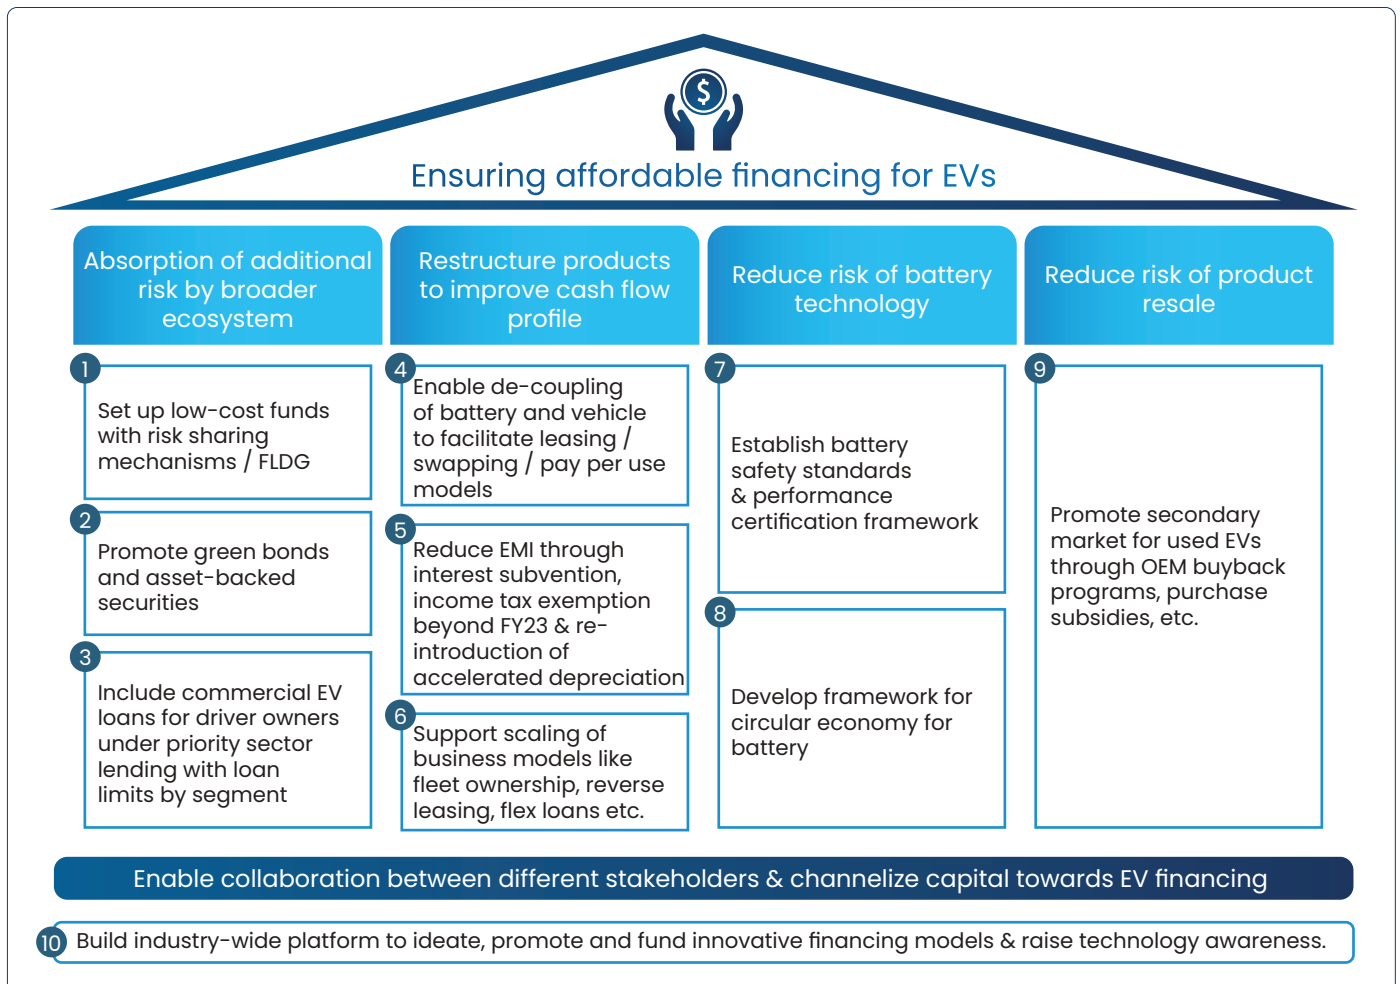 $
Ensuring affordable financing for EVs
Absorption of additional
risk by broader
ecosystem
1
Set up low-cost funds
with risk sharing
mechanisms / FLDG
2
Promote green bonds
and asset-backed
securities
3
Include commercial EV
loans for driver owners
under priority sector
lending with loan
limits by segment
Restructure products
to improve cash flow
profile
4
Enable de-coupling
of battery and vehicle
to facilitate leasing /
swapping / pay per use
models
5
Reduce EMI through
interest subvention,
income tax exemption
beyond FY23 & re-
introduction of
accelerated depreciation
6
Support scaling of
business models like
fleet ownership, reverse
leasing, flex loans etc.
Reduce risk of battery
technology
7
Establish battery
safety standards
& performance
certification framework
8
Develop framework for
circular economy for
battery
Reduce risk of product
resale
9
Promote secondary
market for used EVs
through OEM buyback
programs, purchase
subsidies, etc.
Enable collaboration between different stakeholders & channelize capital towards EV financing
10 Build industry-wide platform to ideate, promote and fund innovative financing models & raise technology awareness.